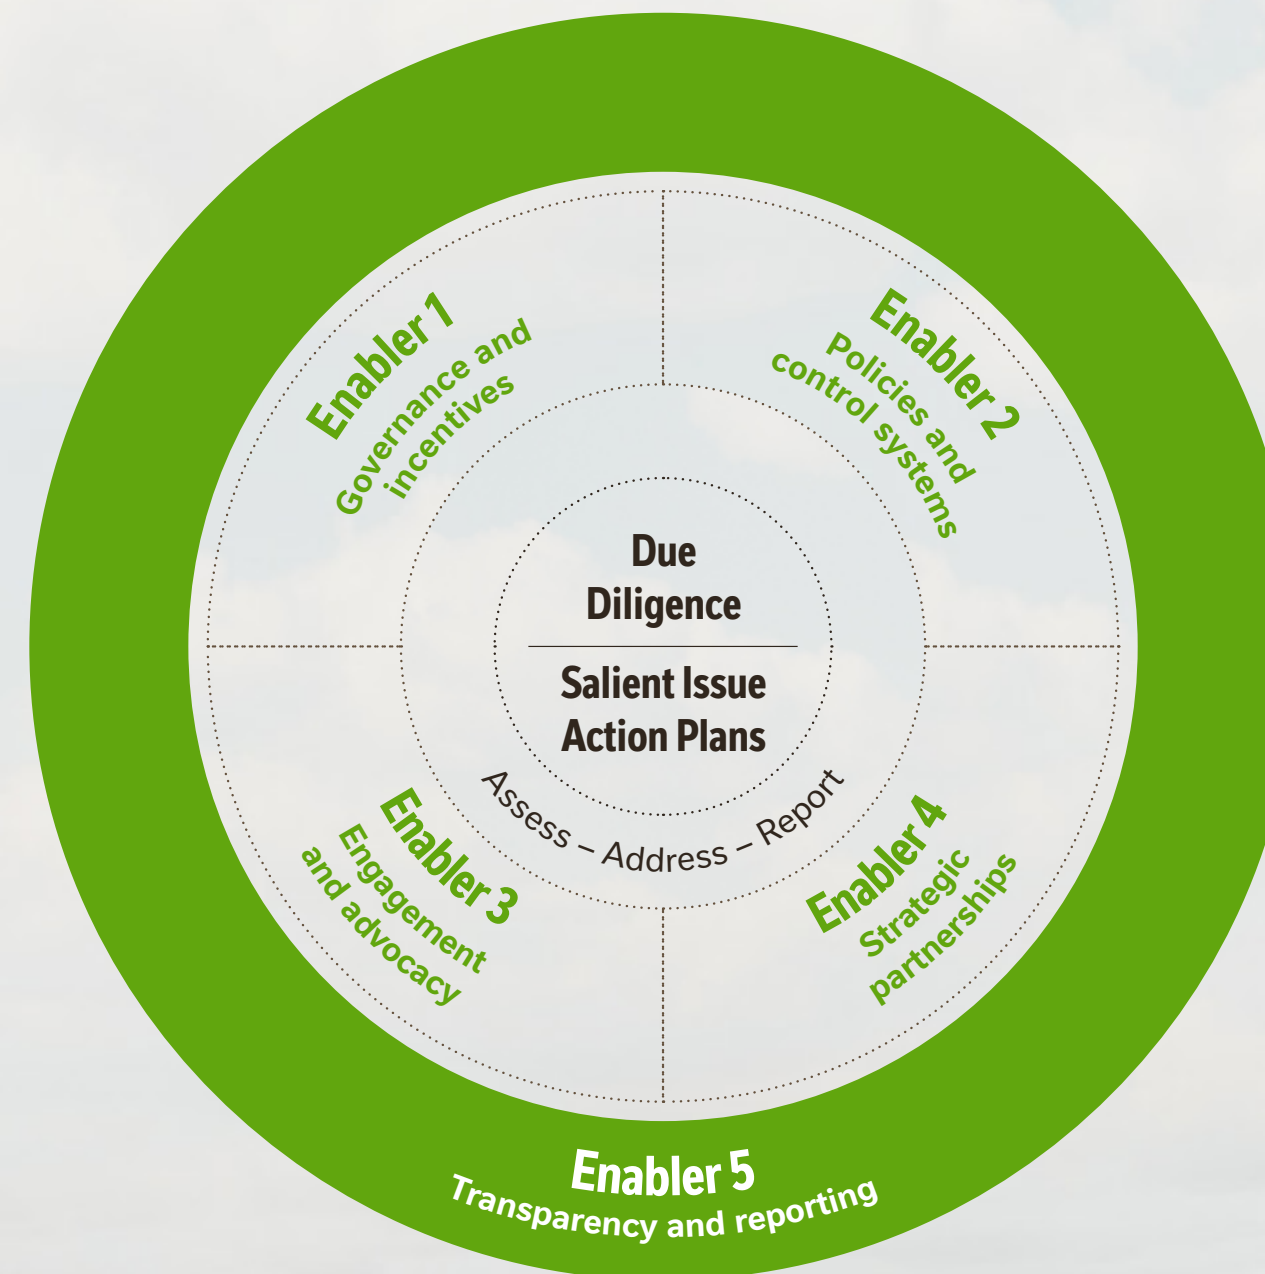 Enabler 1
Governance and
incentives
Enabler 2
Policies and
control systems
Due
Diligence
Salient Issue
Action Plans
Assess – Address – Report
Enabler 3
Engagement
and advocacy
Enabler 4
Strategic
partnerships
Enabler 5
Transparency and reporting